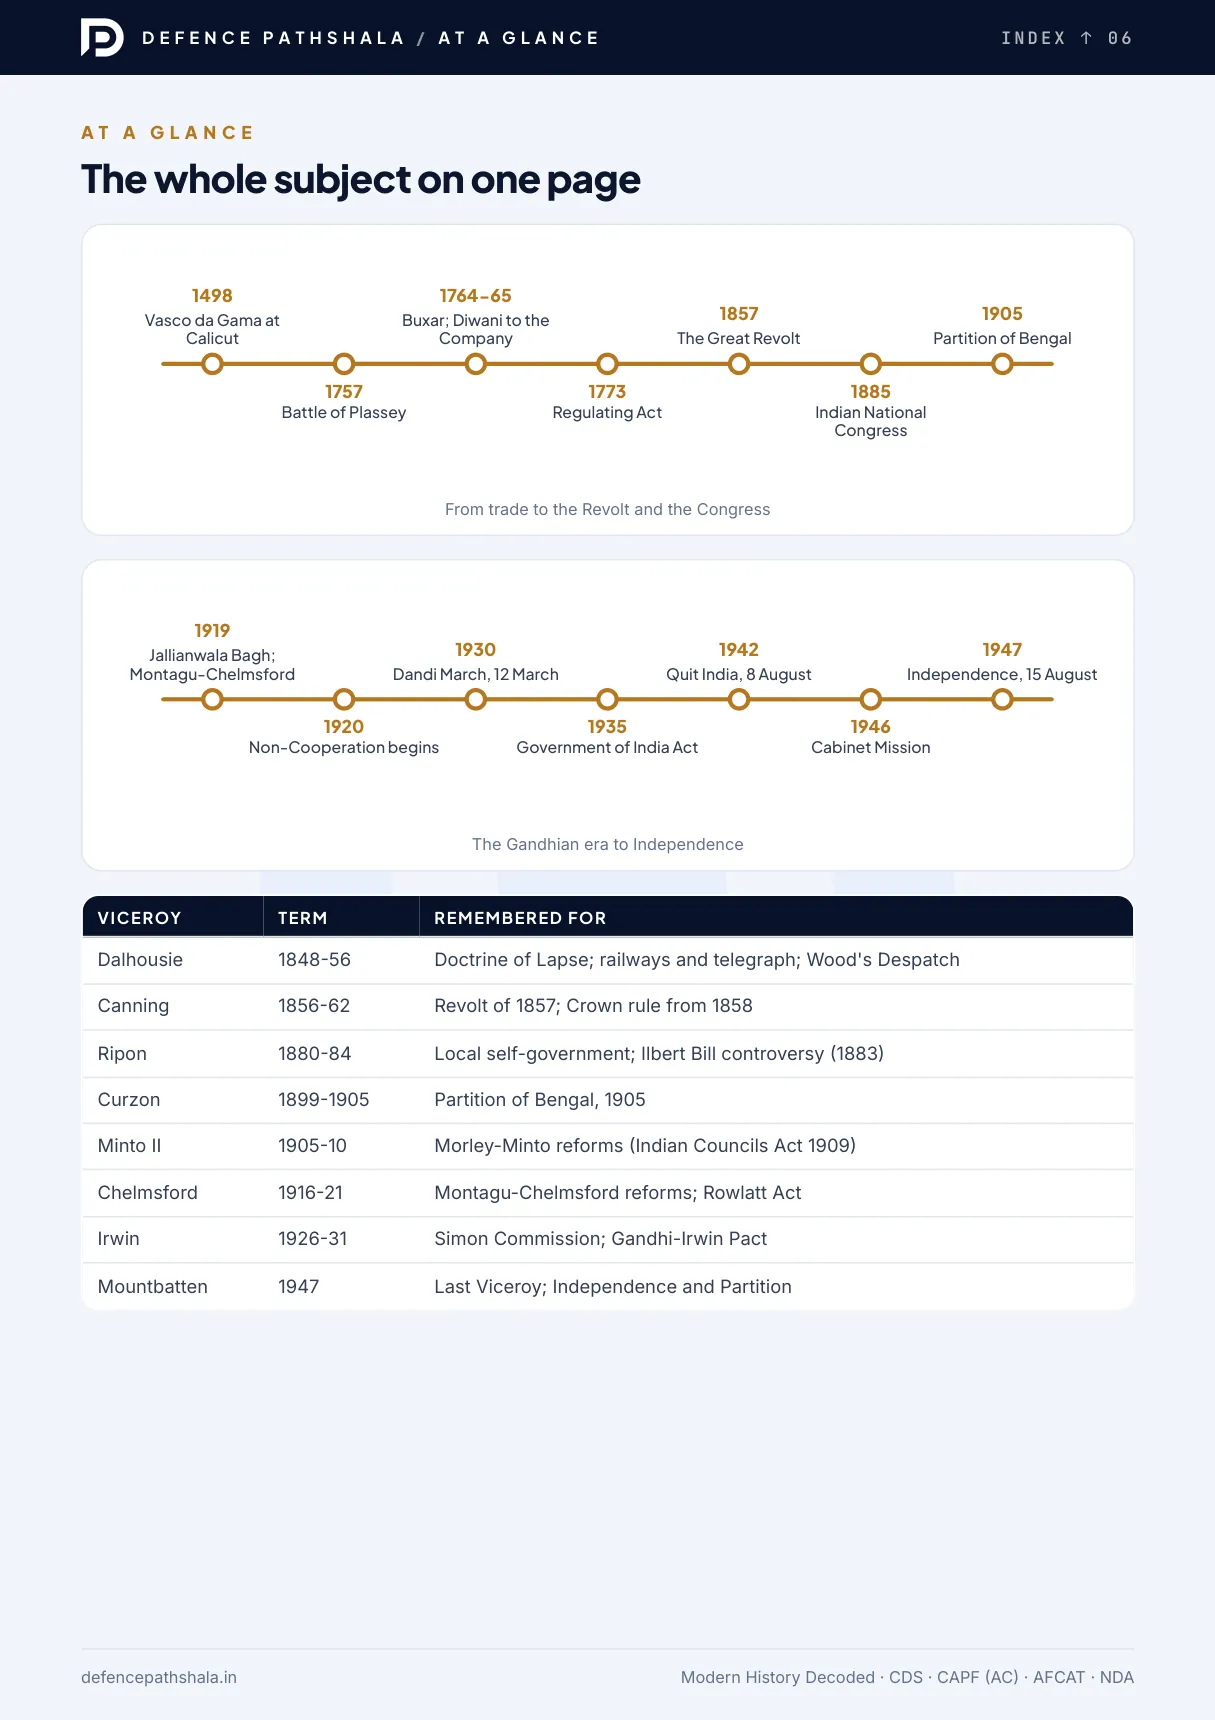 DEFENCE PATHSHALA / AT A GLANCE
INDEX ↑ 06
AT A GLANCE
The whole subject on one page
1498
Vasco da Gama at
Calicut
1757
Battle of Plassey
1764-65
Buxar; Diwani to the
Company
1773
Regulating Act
1857
The Great Revolt
1885
Indian National
Congress
1905
Partition of Bengal
From trade to the Revolt and the Congress
1919
Jallianwala Bagh;
Montagu-Chelmsford
1920
Non-Cooperation begins
1930
Dandi March, 12 March
1935
Government of India Act
1942
Quit India, 8 August
1946
Cabinet Mission
1947
Independence, 15 August
The Gandhian era to Independence
VICEROY TERM REMEMBERED FOR
Dalhousie 1848-56 Doctrine of Lapse; railways and telegraph; Wood's Despatch
Canning 1856-62 Revolt of 1857; Crown rule from 1858
Ripon 1880-84 Local self-government; Ilbert Bill controversy (1883)
Curzon 1899-1905 Partition of Bengal, 1905
Minto II 1905-10 Morley-Minto reforms (Indian Councils Act 1909)
Chelmsford 1916-21 Montagu-Chelmsford reforms; Rowlatt Act
Irwin 1926-31 Simon Commission; Gandhi-Irwin Pact
Mountbatten 1947 Last Viceroy; Independence and Partition
defencepathshala.in
Modern History Decoded · CDS · CAPF (AC) · AFCAT · NDA